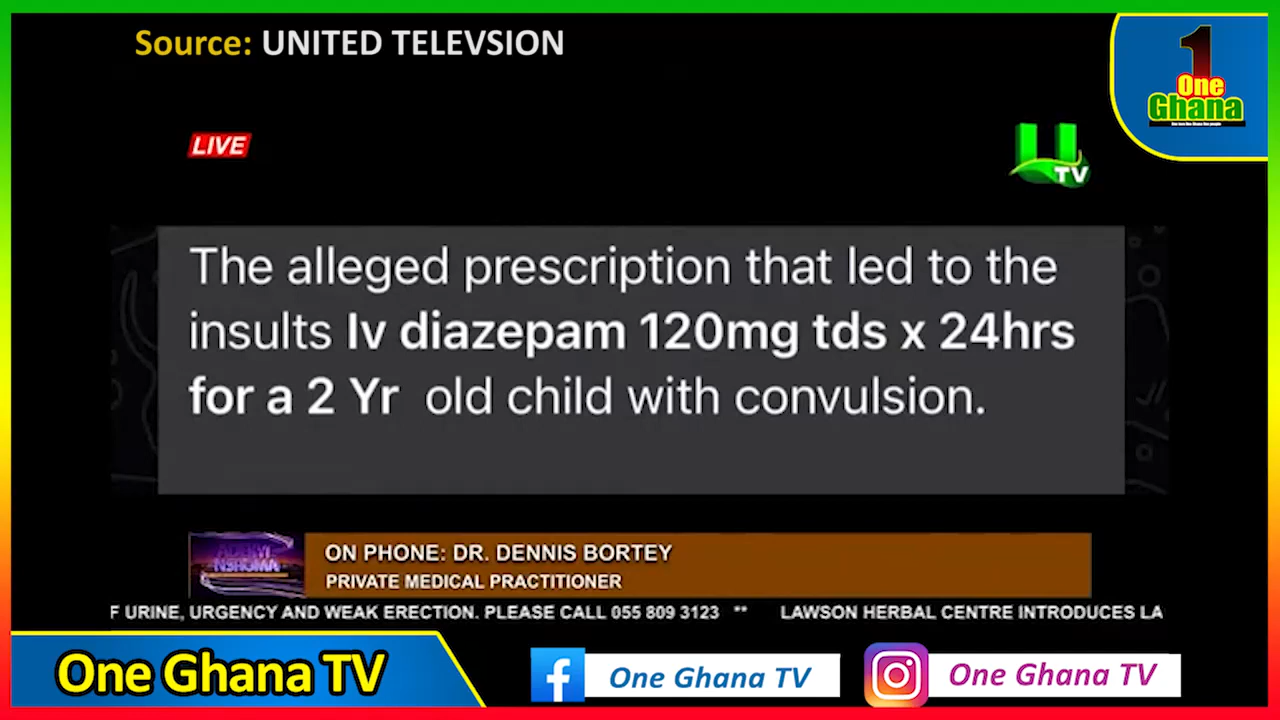 Source: UNITED TELEVSION
1
One
Ghana
LIVE
U
TV
The alleged prescription that led to the
insults Iv diazepam 120mg tds x 24hrs
for a 2 Yr old child with convulsion.
ON PHONE: DR. DENNIS BORTEY
PRIVATE MEDICAL PRACTITIONER
F URINE, URGENCY AND WEAK ERECTION. PLEASE CALL 055 809 3123 ** LAWSON HERBAL CENTRE INTRODUCES LA
One Ghana TV
f One Ghana TV
One Ghana TV